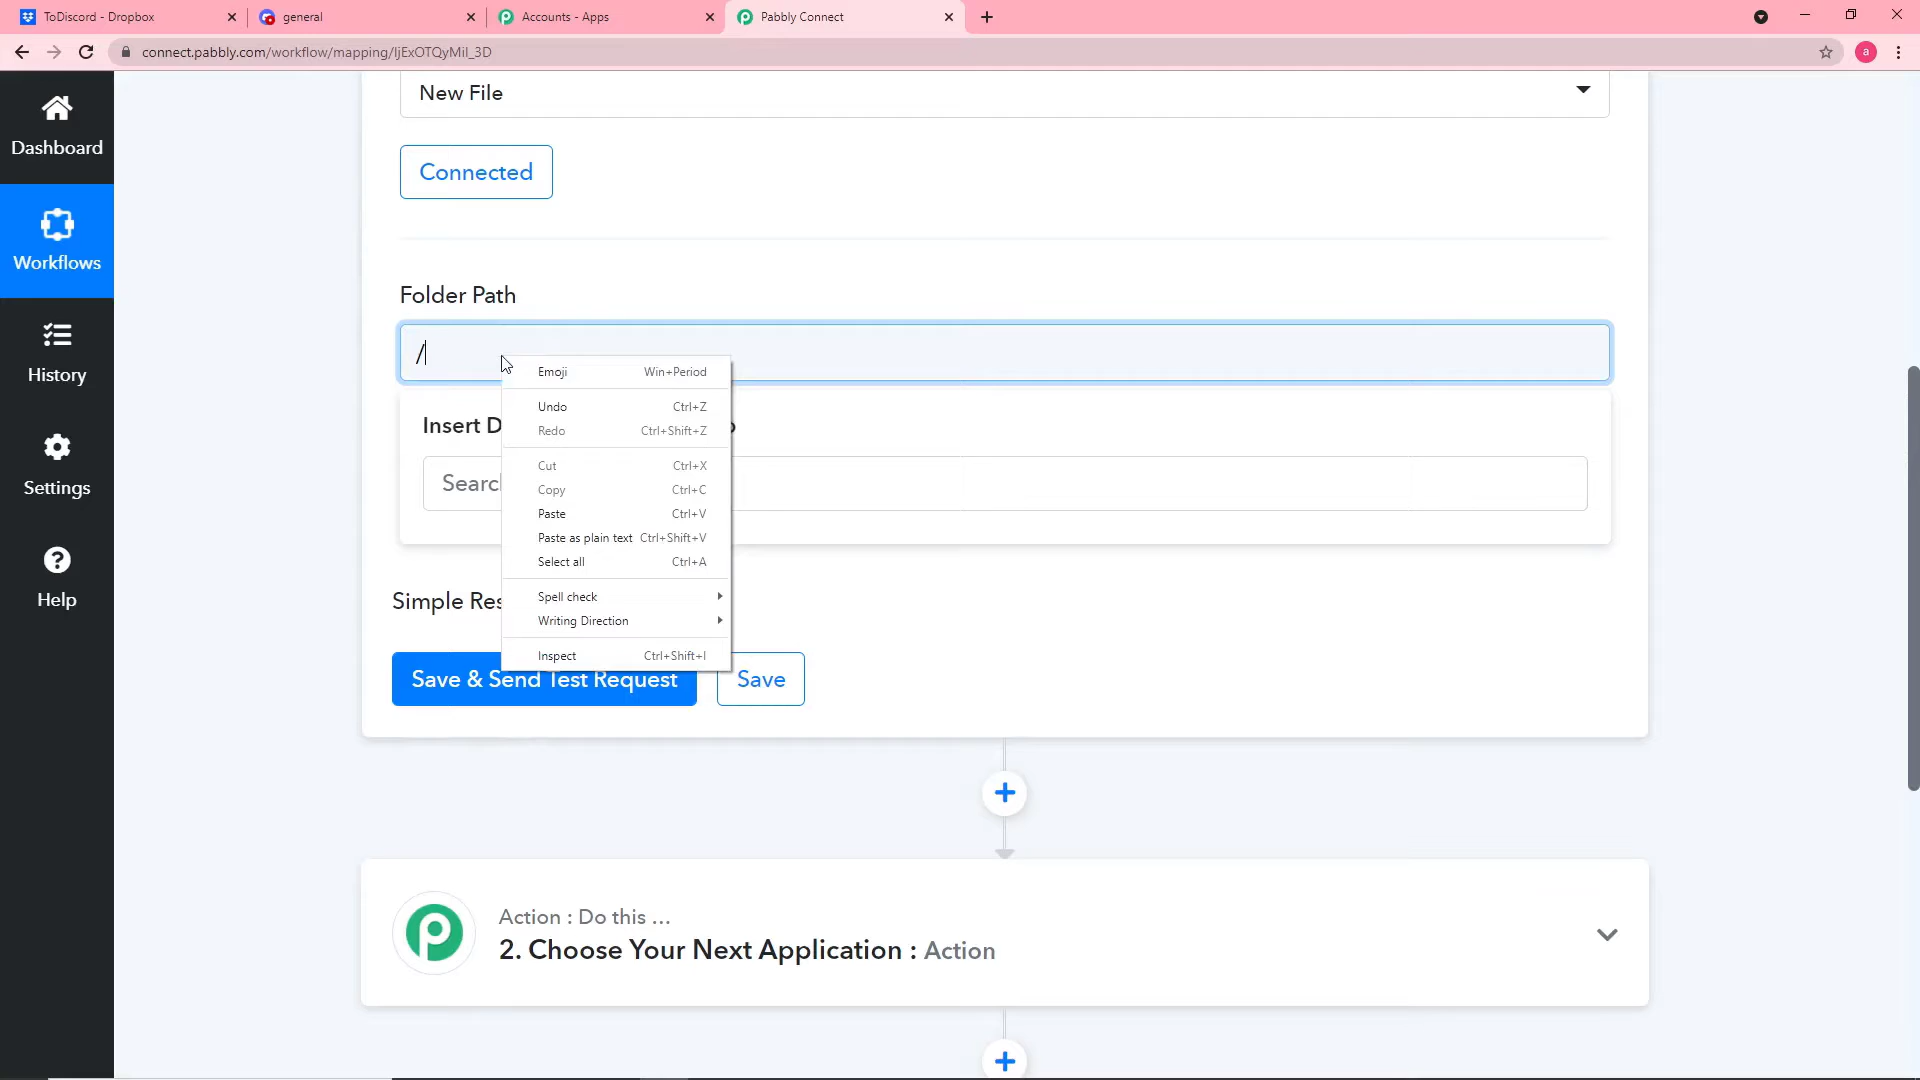 ToDiscord - Dropbox
general
Accounts - Apps
Pabbly Connect
connect.pabbly.com/workflow/mapping/IjExOTQyMiI_3D
a
Dashboard
Workflows
History
Settings
Help
New File
Connected
Folder Path
/
Insert D
Search
Emoji Win+Period
Undo Ctrl+Z
Redo Ctrl+Shift+Z
Cut Ctrl+X
Copy Ctrl+C
Paste Ctrl+V
Paste as plain text Ctrl+Shift+V
Select all Ctrl+A
Spell check
Writing Direction
Inspect Ctrl+Shift+I
Simple Res
Save & Send Test Request
Save
Action : Do this ...
2. Choose Your Next Application : Action